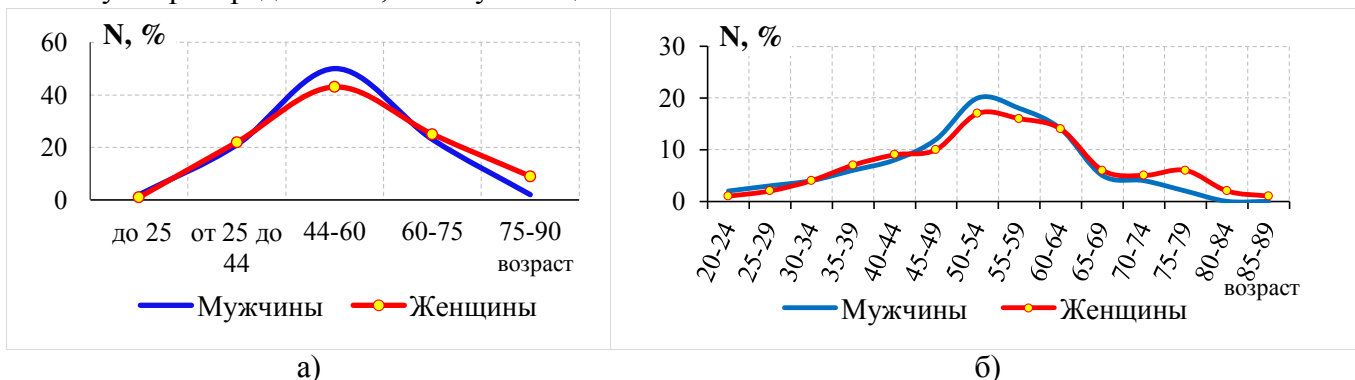 N, %
60
40
20
0
до 25
от 25 до
44
44-60
60-75
75-90
возраст
Мужчины
Женщины
а)
N, %
30
20
10
0
20-24
25-29
30-34
35-39
40-44
45-49
50-54
55-59
60-64
65-69
70-74
75-79
80-84
85-89
возраст
Мужчины
Женщины
б)